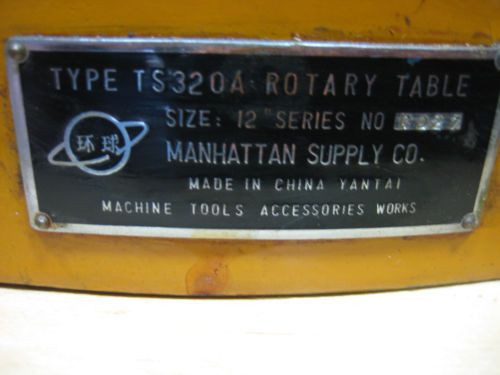 TYPE TS320A ROTARY TABLE
SIZE: 12" SERIES NO
环球
MANHATTAN SUPPLY CO.
MADE IN CHINA YANTAI
MACHINE TOOLS ACCESSORIES WORKS